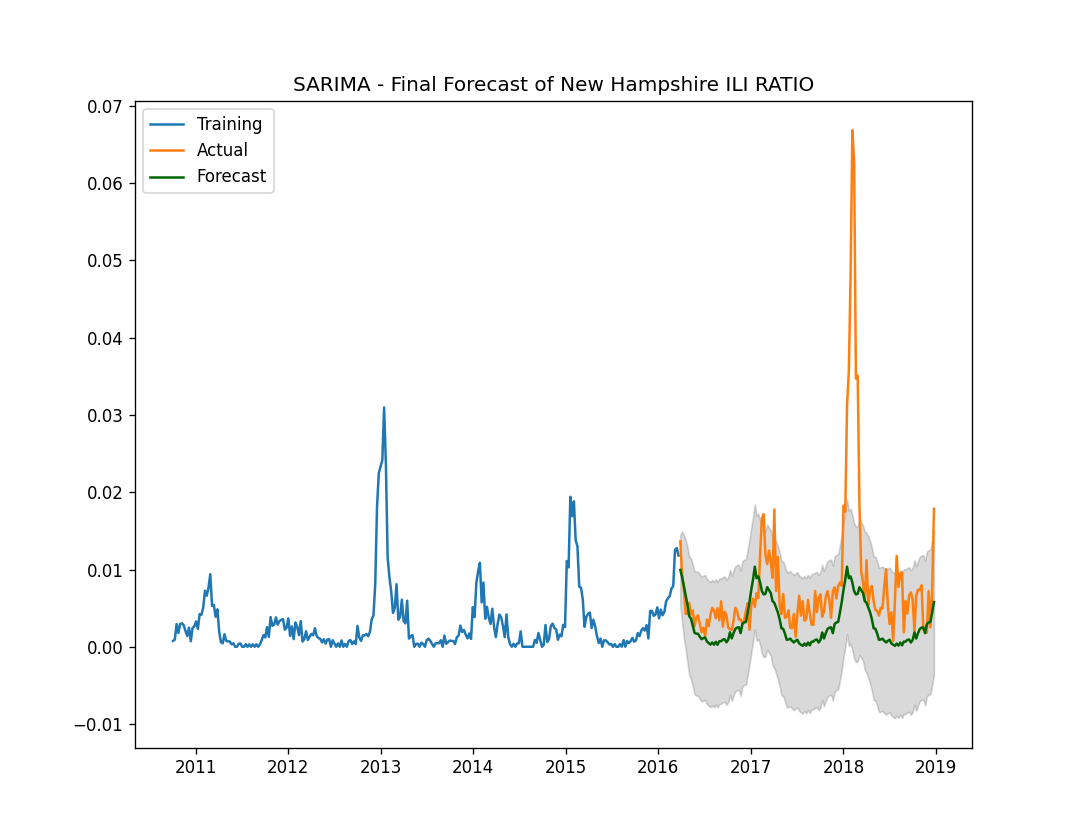 SARIMA - Final Forecast of New Hampshire ILI RATIO
0.07
0.06
0.05
0.04
0.03
0.02
0.01
0.00
−0.01
Training
Actual
Forecast
2011 2012 2013 2014 2015 2016 2017 2018 2019